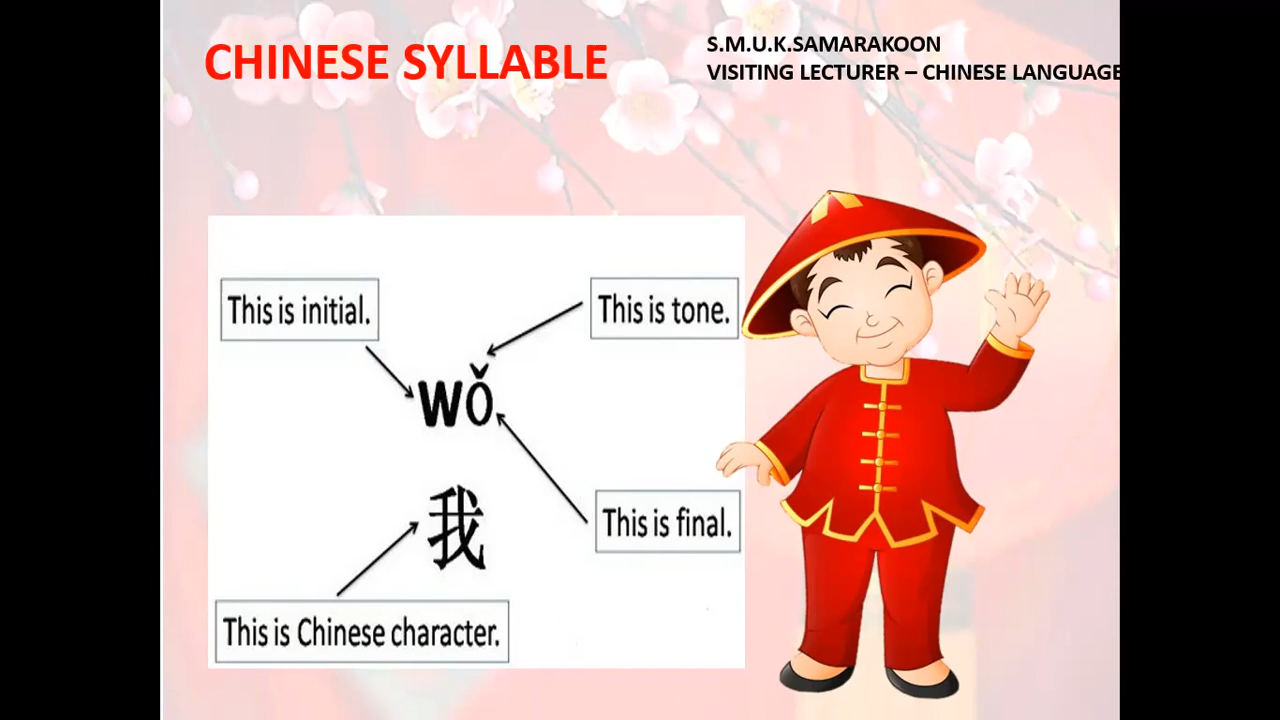 CHINESE SYLLABLE
S.M.U.K.SAMARAKOON
VISITING LECTURER – CHINESE LANGUAGE
This is initial.
This is tone.
wǒ
我
This is final.
This is Chinese character.